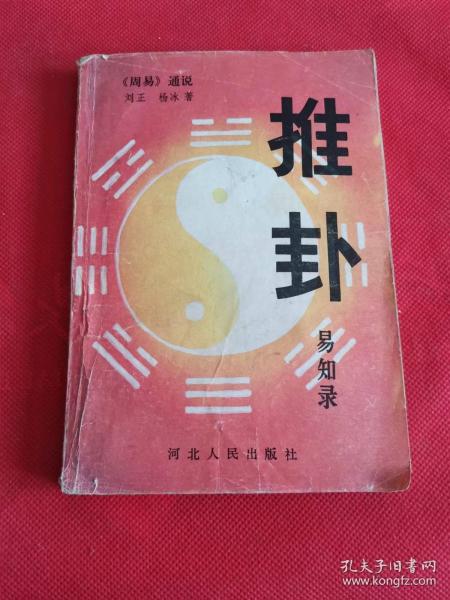 《周易》通说
刘正 杨冰 著
推卦
易知录
河北人民出版社
孔夫子旧书网
www.kongfz.com